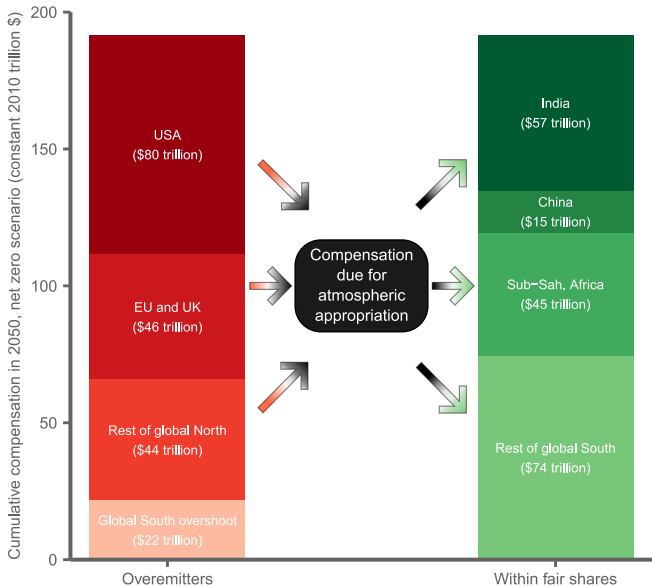 Cumulative compensation in 2050, net zero scenario (constant 2010 trillion $)
200
150
100
50
0
USA
($80 trillion)
EU and UK
($46 trillion)
Rest of global North
($44 trillion)
Global South overshoot
($22 trillion)
Compensation
due for
atmospheric
appropriation
India
($57 trillion)
China
($15 trillion)
Sub−Sah. Africa
($45 trillion)
Rest of global South
($74 trillion)
Overemitters
Within fair shares